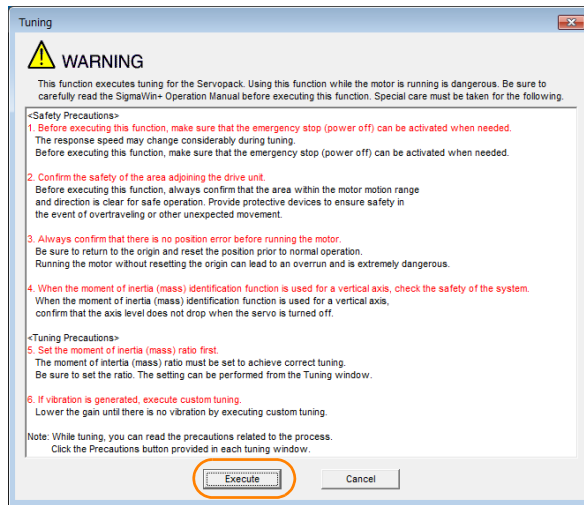 Tuning
WARNING
This function executes tuning for the Servopack. Using this function while the motor is running is dangerous. Be sure to
carefully read the SigmaWin+ Operation Manual before executing this function. Special care must be taken for the following.
<Safety Precautions>
1. Before executing this function, make sure that the emergency stop (power off) can be activated when needed.
The response speed may change considerably during tuning.
Before executing this function, make sure that the emergency stop (power off) can be activated when needed.
2. Confirm the safety of the area adjoining the drive unit.
Before executing this function, always confirm that the area within the motor motion range
and direction is clear for safe operation. Provide protective devices to ensure safety in
the event of overtraveling or other unexpected movement.
3. Always confirm that there is no position error before running the motor.
Be sure to return to the origin and reset the position prior to normal operation.
Running the motor without resetting the origin can lead to an overrun and is extremely dangerous.
4. When the moment of inertia (mass) identification function is used for a vertical axis, check the safety of the system.
When the moment of inertia (mass) identification function is used for a vertical axis,
confirm that the axis level does not drop when the servo is turned off.
<Tuning Precautions>
5. Set the moment of inertia (mass) ratio first.
The moment of intertia (mass) ratio must be set to achieve correct tuning.
Be sure to set the ratio. The setting can be performed from the Tuning window.
6. If vibration is generated, execute custom tuning.
Lower the gain until there is no vibration by executing custom tuning.
Note: While tuning, you can read the precautions related to the process.
Click the Precautions button provided in each tuning window.
Execute
Cancel